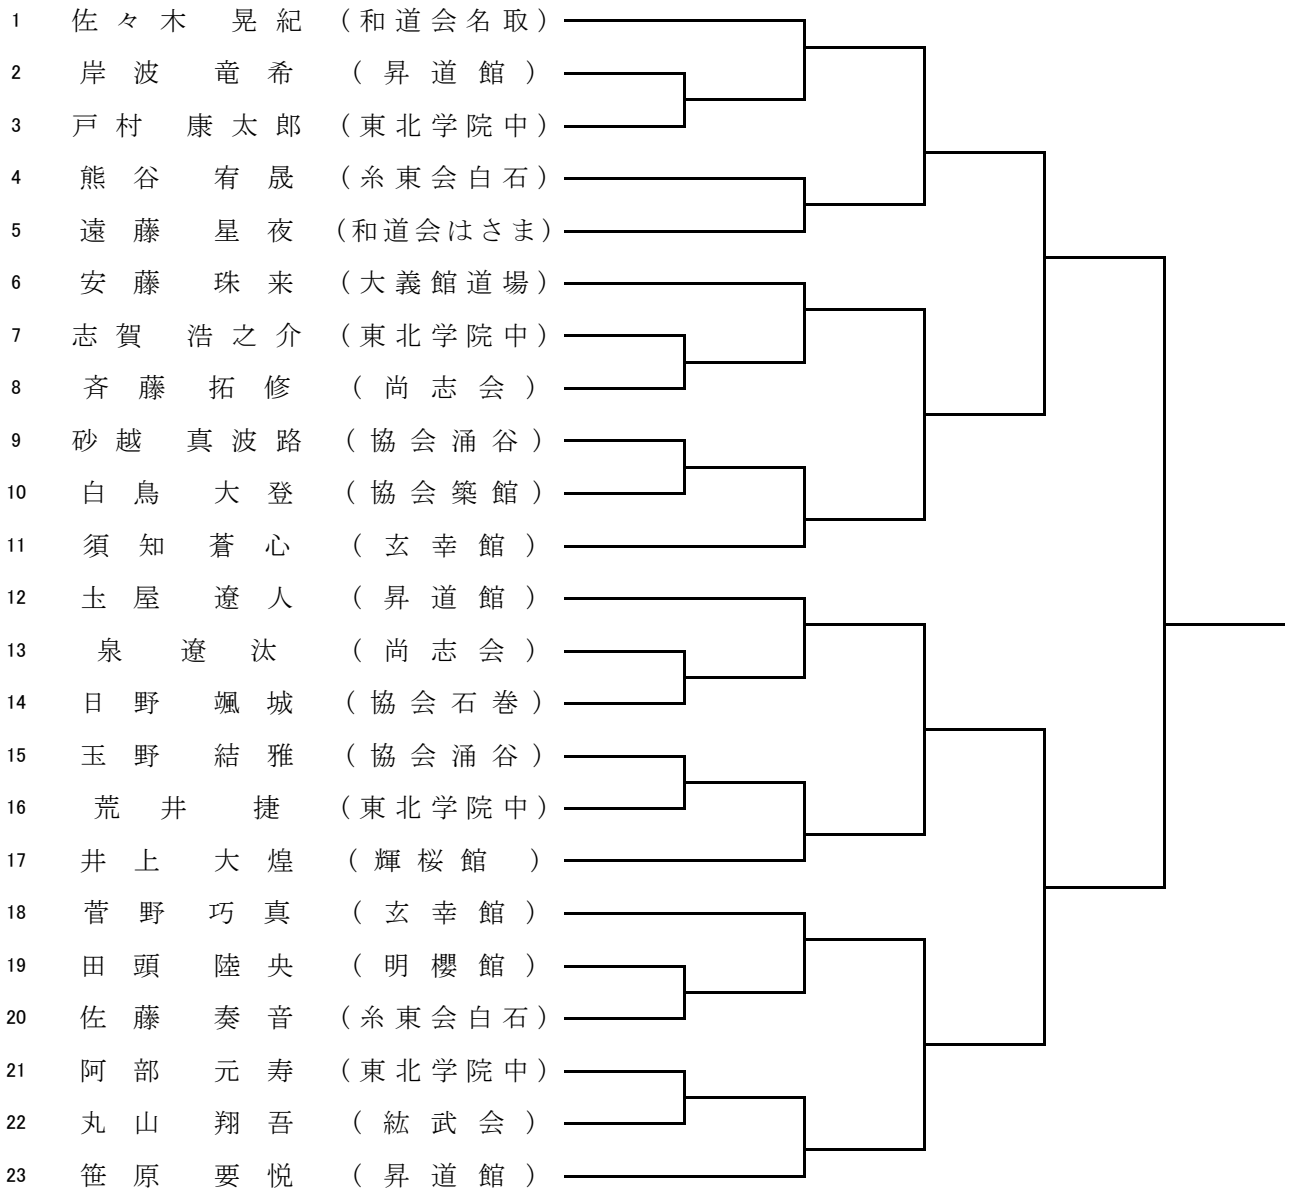 1 佐々木 晃紀 (和道会名取)
2 岸波 竜希 (昇道館)
3 戸村 康太郎 (東北学院中)
4 熊谷 宥晟 (糸東会白石)
5 遠藤 星夜 (和道会はさま)
6 安藤 珠来 (大義館道場)
7 志賀 浩之介 (東北学院中)
8 斉藤 拓修 (尚志会)
9 砂越 真波路 (協会涌谷)
10 白鳥 大登 (協会築館)
11 須知 蒼心 (玄幸館)
12 圡屋 遼人 (昇道館)
13 泉 遼汰 (尚志会)
14 日野 颯城 (協会石巻)
15 玉野 結雅 (協会涌谷)
16 荒井 捷 (東北学院中)
17 井上 大煌 (輝桜館 )
18 菅野 巧真 (玄幸館)
19 田頭 陸央 (明櫻館)
20 佐藤 奏音 (糸東会白石)
21 阿部 元寿 (東北学院中)
22 丸山 翔吾 (紘武会)
23 笹原 要悦 (昇道館)